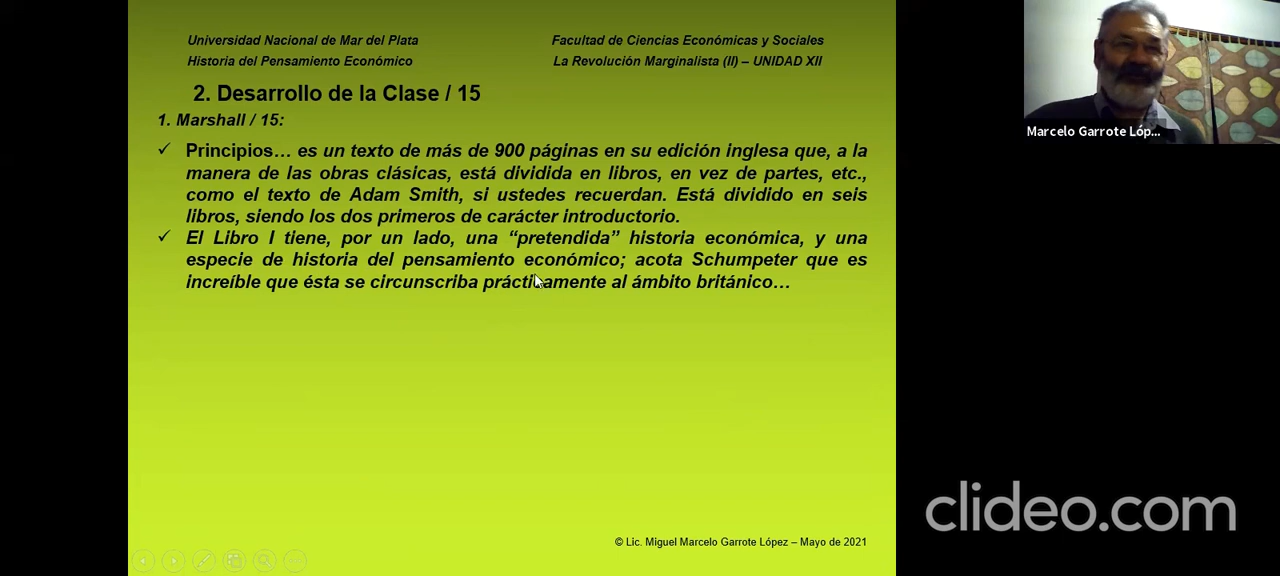 Universidad Nacional de Mar del Plata
Facultad de Ciencias Económicas y Sociales
Historia del Pensamiento Económico
La Revolución Marginalista (II) – UNIDAD XII
2. Desarrollo de la Clase / 15
1. Marshall / 15:
✓ Principios… es un texto de más de 900 páginas en su edición inglesa que, a la
manera de las obras clásicas, está dividida en libros, en vez de partes, etc.,
como el texto de Adam Smith, si ustedes recuerdan. Está dividido en seis
libros, siendo los dos primeros de carácter introductorio.
✓ El Libro I tiene, por un lado, una “pretendida” historia económica, y una
especie de historia del pensamiento económico; acota Schumpeter que es
increíble que ésta se circunscriba prácticamente al ámbito británico…
© Lic. Miguel Marcelo Garrote López – Mayo de 2021
Marcelo Garrote Lóp...
clideo.com